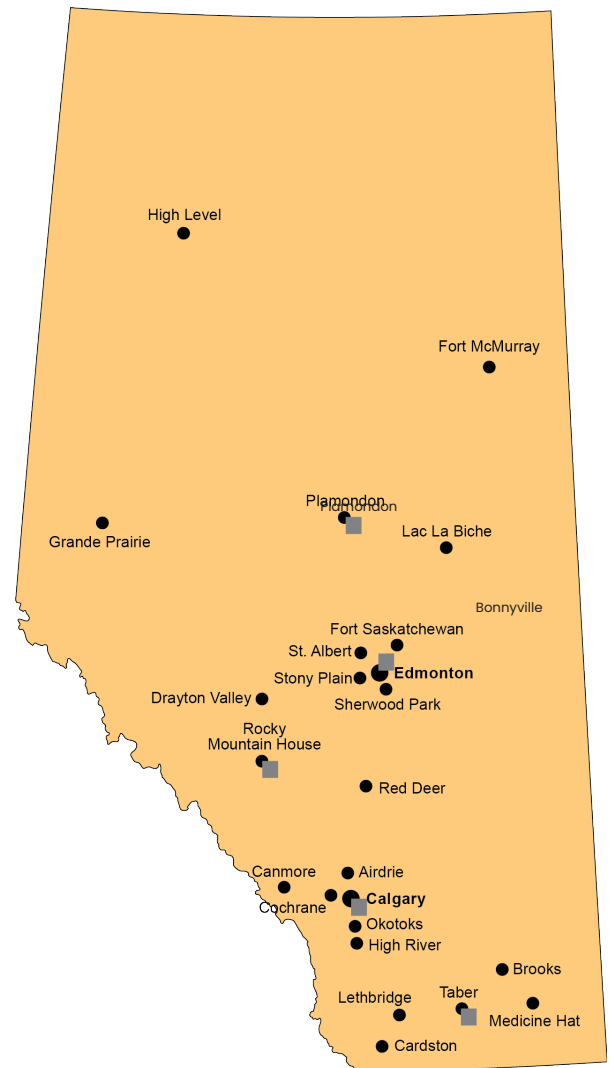 High Level
Fort McMurray
Plamondon
Plamondon
Lac La Biche
Grande Prairie
Bonnyville
Fort Saskatchewan
St. Albert
Edmonton
Stony Plain
Drayton Valley
Sherwood Park
Rocky
Mountain House
Red Deer
Canmore
Airdrie
Calgary
Cochrane
Okotoks
High River
Brooks
Taber
Lethbridge
Medicine Hat
Cardston